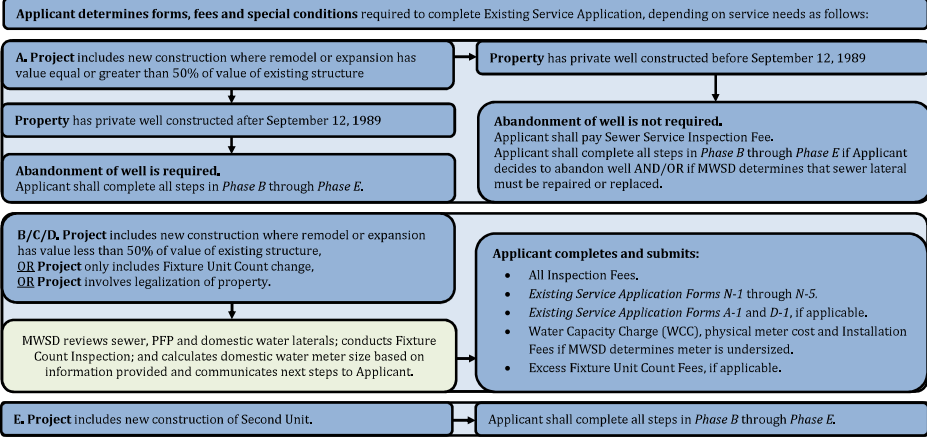 Applicant determines forms, fees and special conditions required to complete Existing Service Application, depending on service needs as follows:
A. Project includes new construction where remodel or expansion has
value equal or greater than 50% of value of existing structure
Property has private well constructed before September 12, 1989
Property has private well constructed after September 12, 1989
Abandonment of well is required.
Applicant shall complete all steps in Phase B through Phase E.
Abandonment of well is not required.
Applicant shall pay Sewer Service Inspection Fee.
Applicant shall complete all steps in Phase B through Phase E if Applicant
decides to abandon well AND/OR if MWSD determines that sewer lateral
must be repaired or replaced.
B/C/D. Project includes new construction where remodel or expansion
has value less than 50% of value of existing structure,
OR Project only includes Fixture Unit Count change,
OR Project involves legalization of property.
MWSD reviews sewer, PFP and domestic water laterals; conducts Fixture
Count Inspection; and calculates domestic water meter size based on
information provided and communicates next steps to Applicant.
Applicant completes and submits:
• All Inspection Fees.
• Existing Service Application Forms N-1 through N-5.
• Existing Service Application Forms A-1 and D-1, if applicable.
• Water Capacity Charge (WCC), physical meter cost and Installation
Fees if MWSD determines meter is undersized.
• Excess Fixture Unit Count Fees, if applicable.
E. Project includes new construction of Second Unit.
Applicant shall complete all steps in Phase B through Phase E.